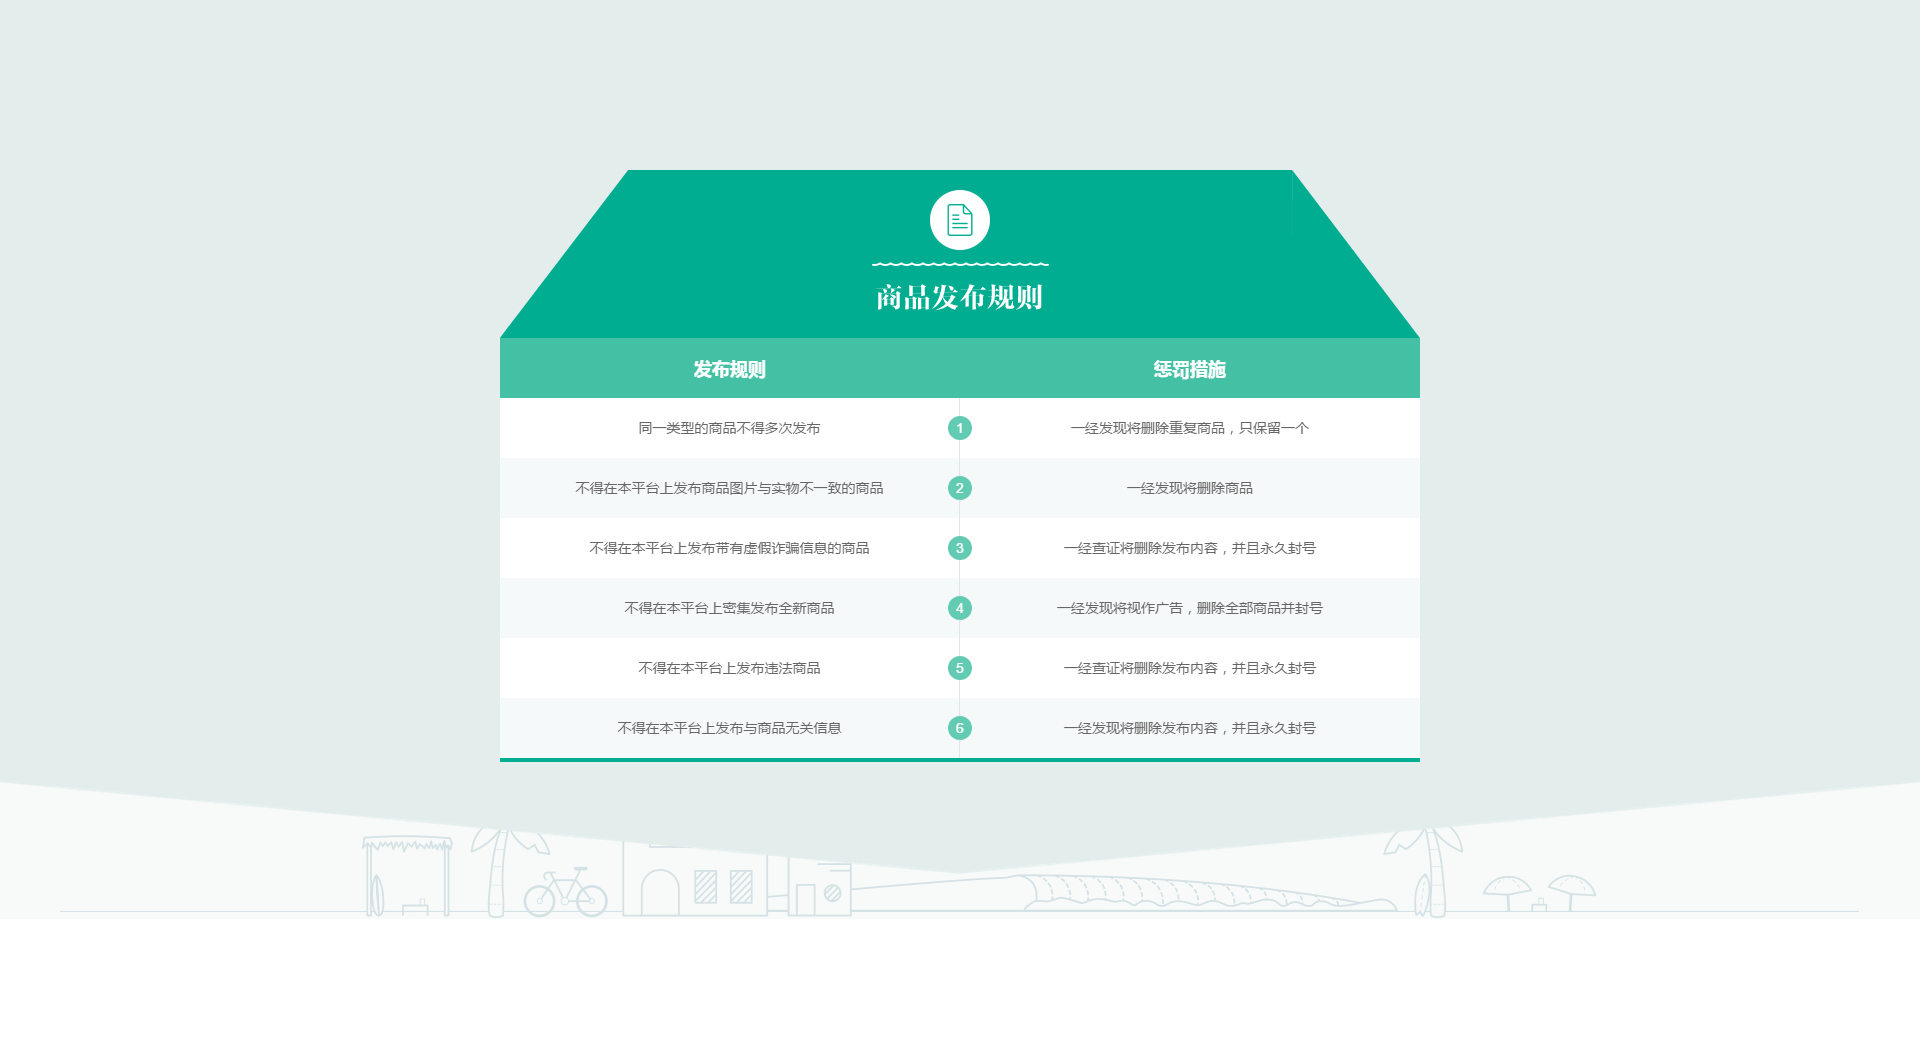 商品发布规则
发布规则 惩罚措施
同一类型的商品不得多次发布 1 一经发现将删除重复商品，只保留一个
不得在本平台上发布商品图片与实物不一致的商品 2 一经发现将删除商品
不得在本平台上发布带有虚假诈骗信息的商品 3 一经查证将删除发布内容，并且永久封号
不得在本平台上密集发布全新商品 4 一经发现将视作广告，删除全部商品并封号
不得在本平台上发布违法商品 5 一经查证将删除发布内容，并且永久封号
不得在本平台上发布与商品无关信息 6 一经发现将删除发布内容，并且永久封号